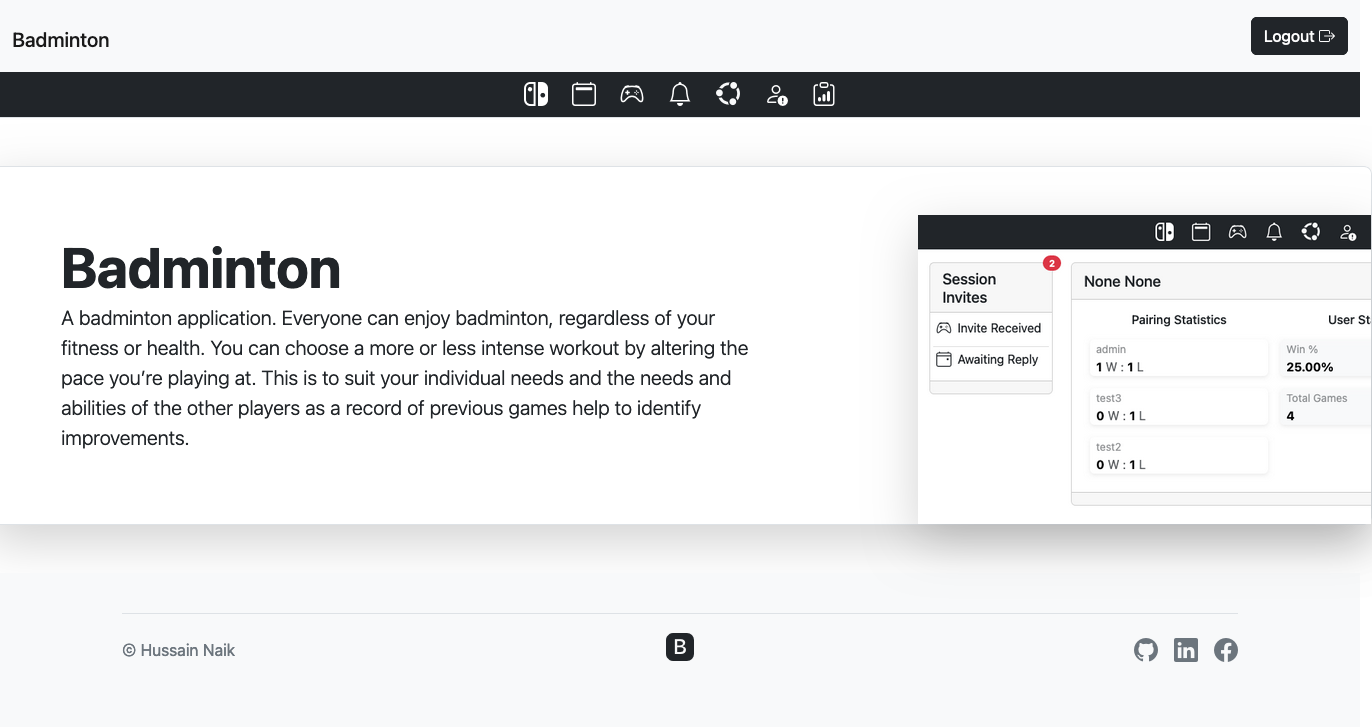 Badminton
Logout
Badminton
A badminton application. Everyone can enjoy badminton, regardless of your
fitness or health. You can choose a more or less intense workout by altering the
pace you’re playing at. This is to suit your individual needs and the needs and
abilities of the other players as a record of previous games help to identify
improvements.
Session
Invites
2
Invite Received
Awaiting Reply
None None
Pairing Statistics
admin
1 W : 1 L
test3
0 W : 1 L
test2
0 W : 1 L
User St
Win %
25.00%
Total Games
4
© Hussain Naik
B